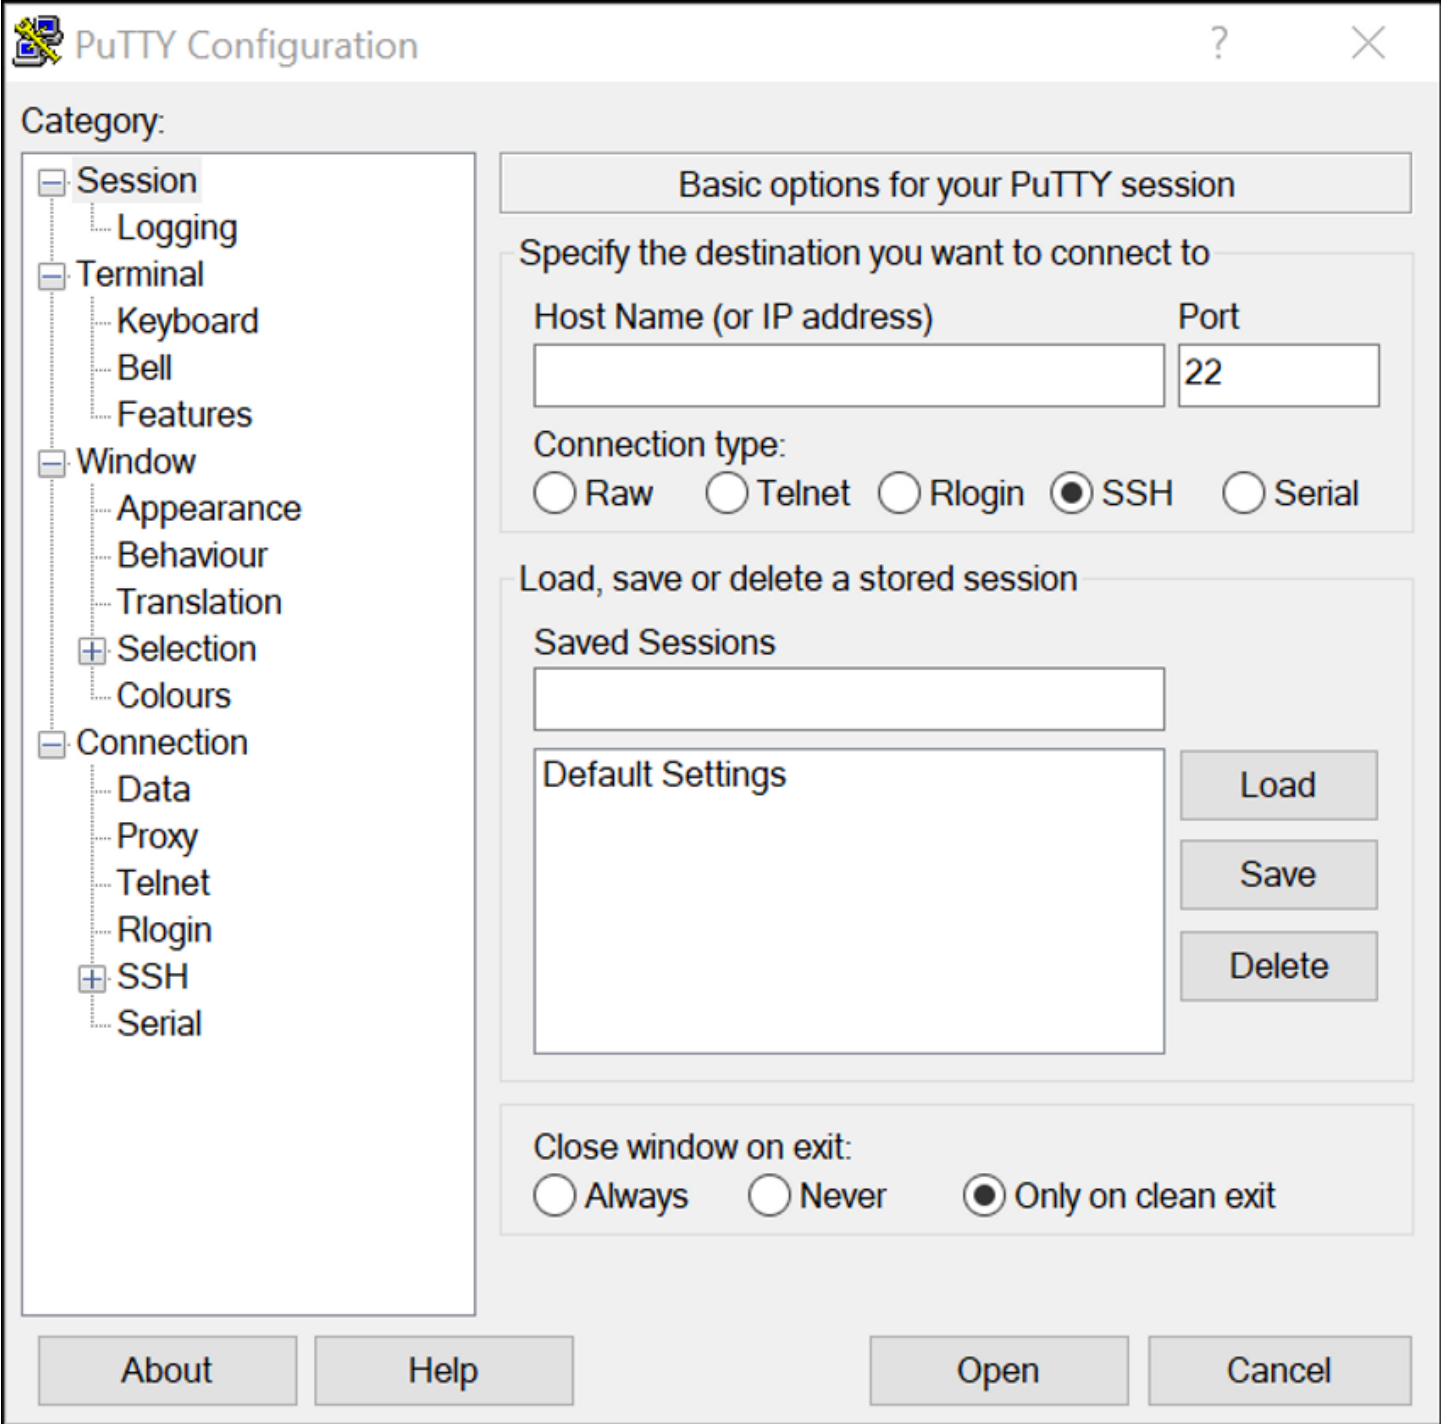 PuTTY Configuration
?
Category:
Session
Logging
Terminal
Keyboard
Bell
Features
Window
Appearance
Behaviour
Translation
Selection
Colours
Connection
Data
Proxy
Telnet
Rlogin
SSH
Serial
Basic options for your PuTTY session
Specify the destination you want to connect to
Host Name (or IP address) Port
22
Connection type:
Raw Telnet Rlogin SSH Serial
Load, save or delete a stored session
Saved Sessions
Default Settings
Load
Save
Delete
Close window on exit:
Always Never Only on clean exit
About Help Open Cancel